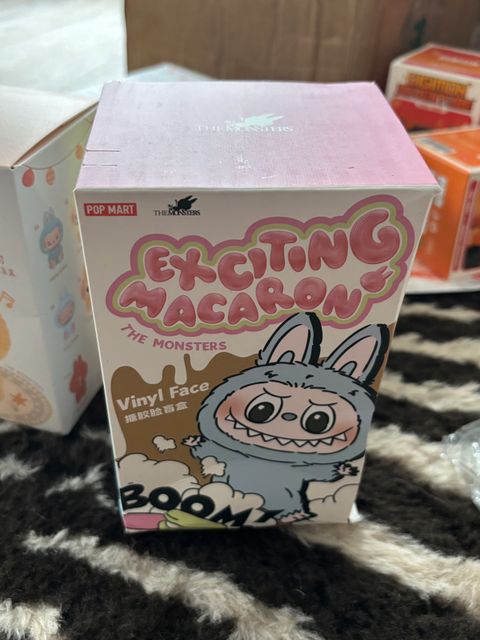 THE MONSTERS
POP MART
THE MONSTERS
EXCITING
MACARON
THE MONSTERS
Vinyl Face
搪胶脸盲盒
BOOM